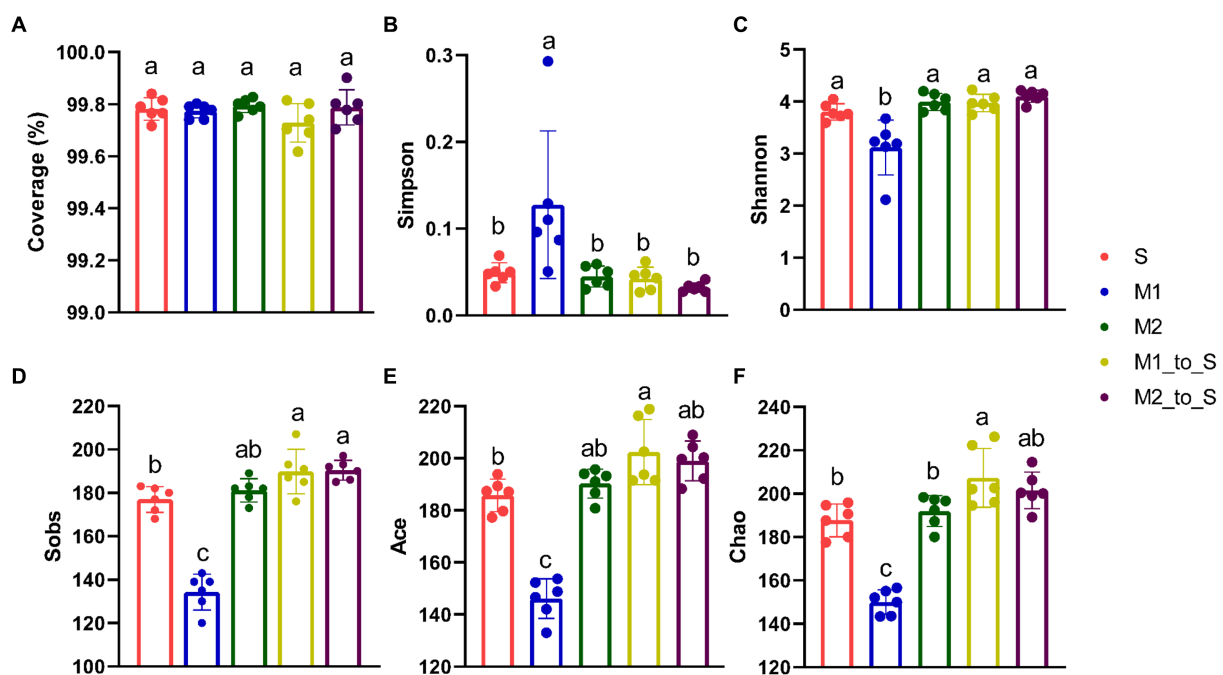 A
Coverage (%)
100.0
99.8
99.6
99.4
99.2
99.0
a a a a a
B
Simpson
0.3
0.2
0.1
0.0
b a b b b
C
Shannon
5
4
3
2
1
0
a b a a a
S
M1
M2
M1_to_S
M2_to_S
D
Sobs
220
200
180
160
140
120
100
b c ab a a
E
Ace
220
200
180
160
140
120
b c ab a ab
F
Chao
240
220
200
180
160
140
120
b c b a ab